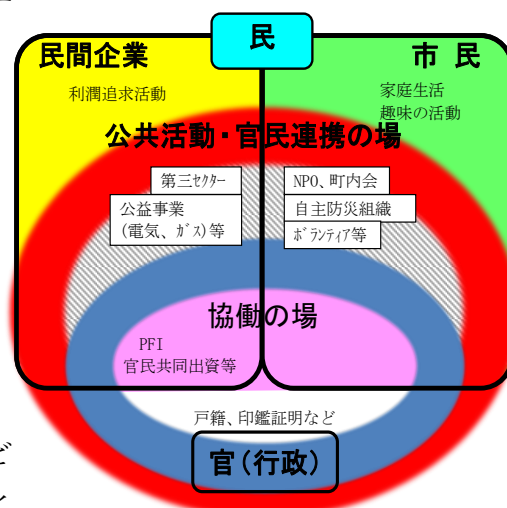 民
民間企業
市 民
利潤追求活動
家庭生活
趣味の活動
公共活動・官民連携の場
第三ｾｸﾀｰ
NPO、町内会
公益事業
(電気、ｶﾞｽ)等
自主防災組織
ﾎﾞﾗﾝﾃｨｱ等
協働の場
PFI
官民共同出資等
戸籍、印鑑証明など
官（行政）